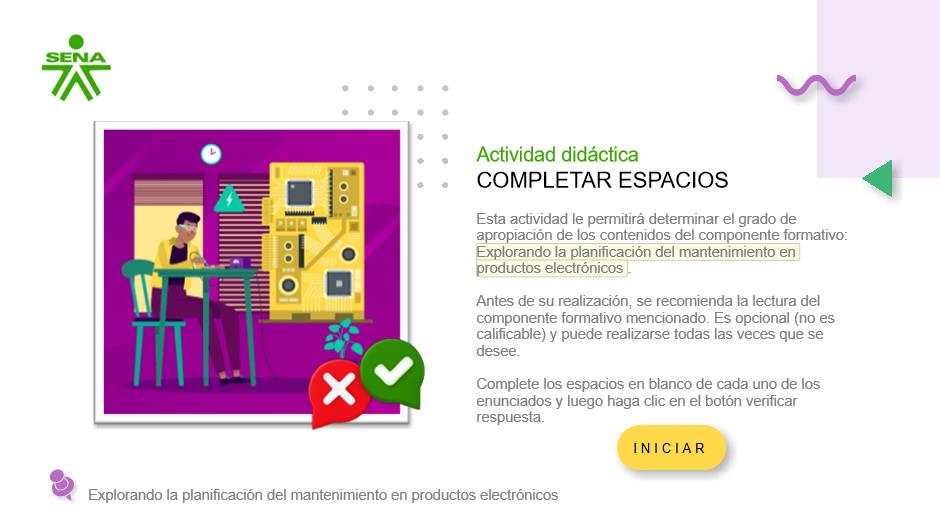 SENA
Actividad didáctica
COMPLETAR ESPACIOS
Esta actividad le permitirá determinar el grado de
apropiación de los contenidos del componente formativo:
Explorando la planificación del mantenimiento en
productos electrónicos.
Antes de su realización, se recomienda la lectura del
componente formativo mencionado. Es opcional (no es
calificable) y puede realizarse todas las veces que se
desee.
Complete los espacios en blanco de cada uno de los
enunciados y luego haga clic en el botón verificar
respuesta.
INICIAR
Explorando la planificación del mantenimiento en productos electrónicos